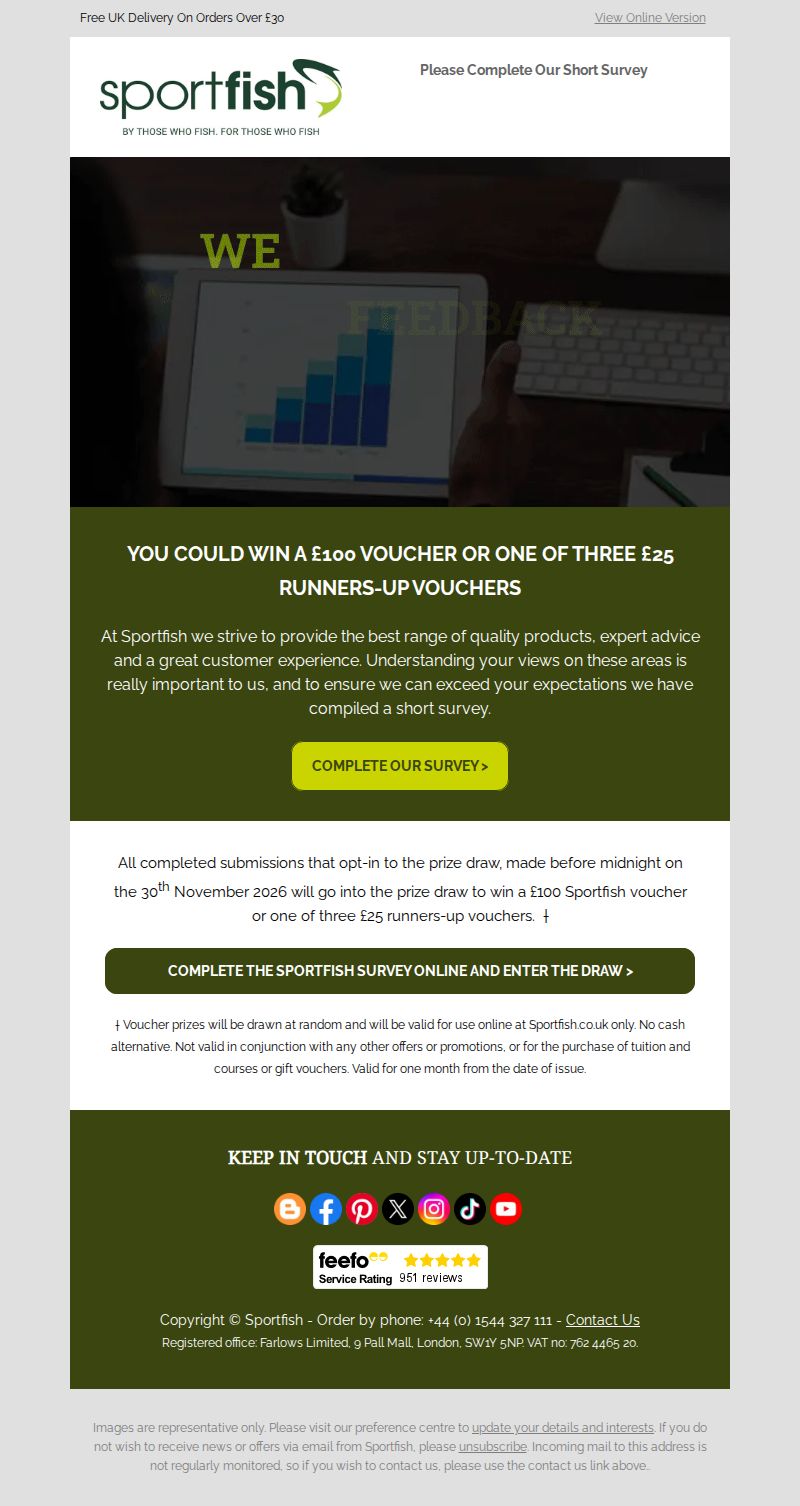 Free UK Delivery On Orders Over £30
View Online Version
sportfish
BY THOSE WHO FISH. FOR THOSE WHO FISH
Please Complete Our Short Survey
WE
FEEDBACK
YOU COULD WIN A £100 VOUCHER OR ONE OF THREE £25
RUNNERS-UP VOUCHERS
At Sportfish we strive to provide the best range of quality products, expert advice
and a great customer experience. Understanding your views on these areas is
really important to us, and to ensure we can exceed your expectations we have
compiled a short survey.
COMPLETE OUR SURVEY >
All completed submissions that opt-in to the prize draw, made before midnight on
the 30th November 2026 will go into the prize draw to win a £100 Sportfish voucher
or one of three £25 runners-up vouchers. ƚ
COMPLETE THE SPORTFISH SURVEY ONLINE AND ENTER THE DRAW >
ƚ Voucher prizes will be drawn at random and will be valid for use online at Sportfish.co.uk only. No cash
alternative. Not valid in conjunction with any other offers or promotions, or for the purchase of tuition and
courses or gift vouchers. Valid for one month from the date of issue.
KEEP IN TOUCH AND STAY UP-TO-DATE
feefo
Service Rating 951 reviews
Copyright © Sportfish - Order by phone: +44 (0) 1544 327 111 - Contact Us
Registered office: Farlows Limited, 9 Pall Mall, London, SW1Y 5NP. VAT no: 762 4465 20.
Images are representative only. Please visit our preference centre to update your details and interests. If you do
not wish to receive news or offers via email from Sportfish, please unsubscribe. Incoming mail to this address is
not regularly monitored, so if you wish to contact us, please use the contact us link above..